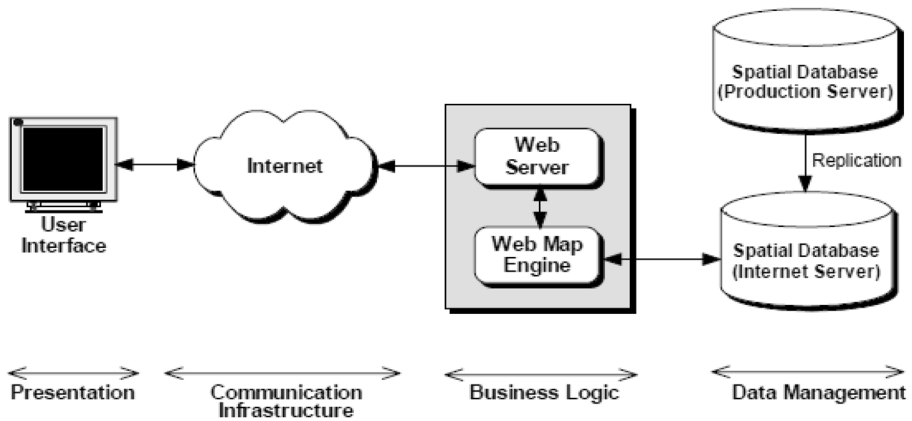 User
Interface
Internet
Web
Server
Web Map
Engine
Spatial Database
(Production Server)
Replication
Spatial Database
(Internet Server)
Presentation
Communication
Infrastructure
Business Logic
Data Management